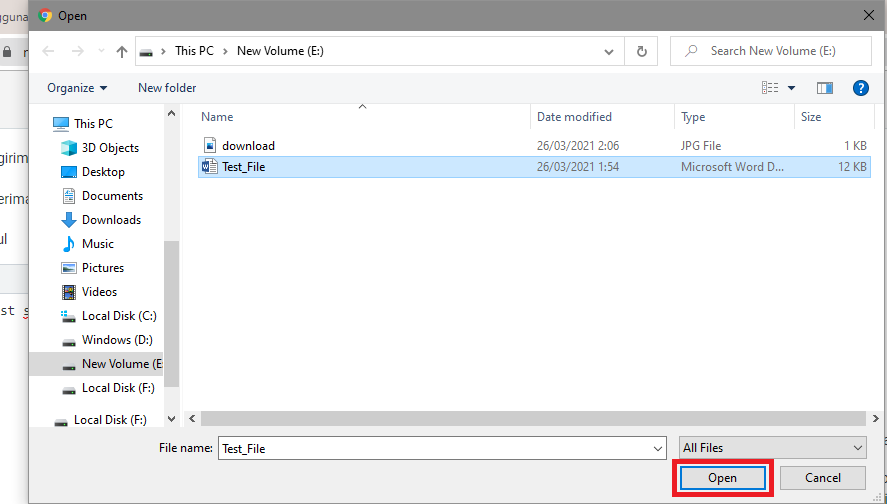 Open
ggunaa
This PC > New Volume (E:)
Search New Volume (E:)
Organize
New folder
Name
Date modified
Type
Size
This PC
3D Objects
Desktop
Documents
Downloads
Music
Pictures
Videos
Local Disk (C:)
Windows (D:)
New Volume (E:
Local Disk (F:)
Local Disk (F:)
download 26/03/2021 2:06 JPG File 1 KB
Test_File 26/03/2021 1:54 Microsoft Word D... 12 KB
girim
erima
ul
st s
File name: Test_File
All Files
Open
Cancel